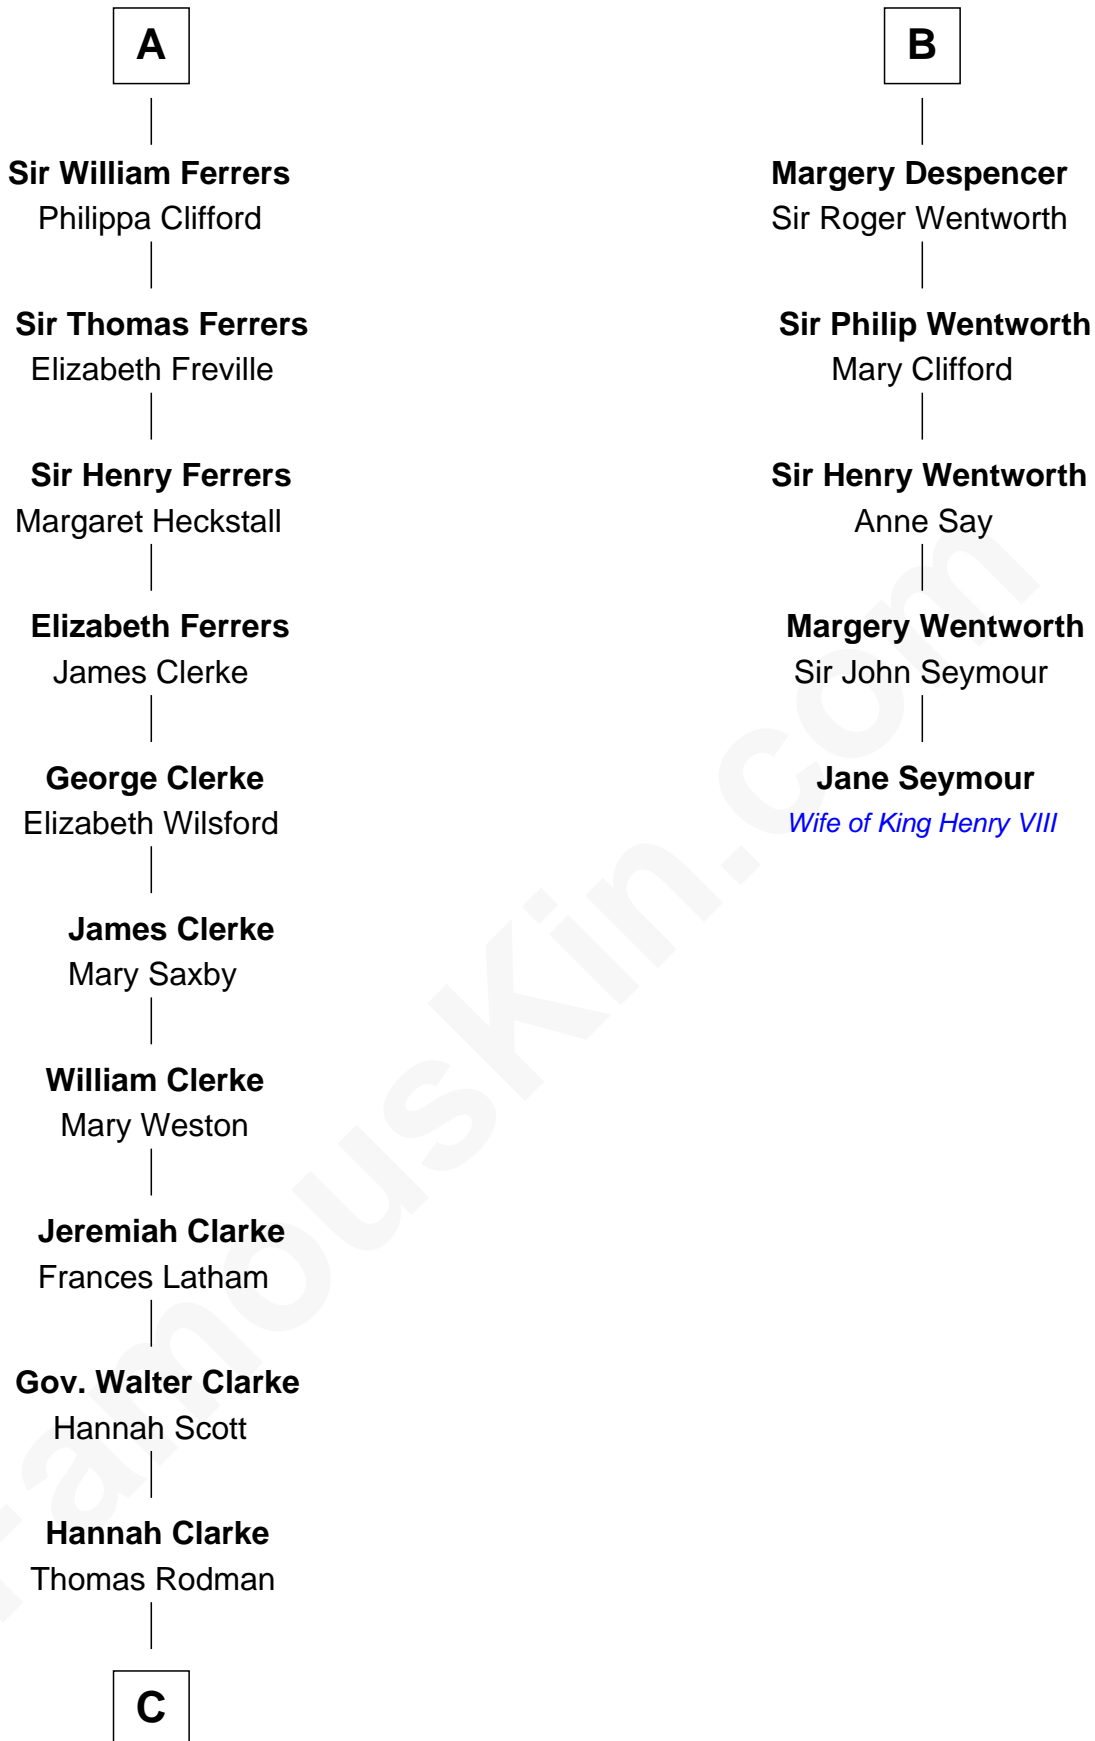 A
Sir William Ferrers
Philippa Clifford
Sir Thomas Ferrers
Elizabeth Freville
Sir Henry Ferrers
Margaret Heckstall
Elizabeth Ferrers
James Clerke
George Clerke
Elizabeth Wilsford
James Clerke
Mary Saxby
William Clerke
Mary Weston
Jeremiah Clarke
Frances Latham
Gov. Walter Clarke
Hannah Scott
Hannah Clarke
Thomas Rodman
C
B
Margery Despencer
Sir Roger Wentworth
Sir Philip Wentworth
Mary Clifford
Sir Henry Wentworth
Anne Say
Margery Wentworth
Sir John Seymour
Jane Seymour
Wife of King Henry VIII
FamousKin.com